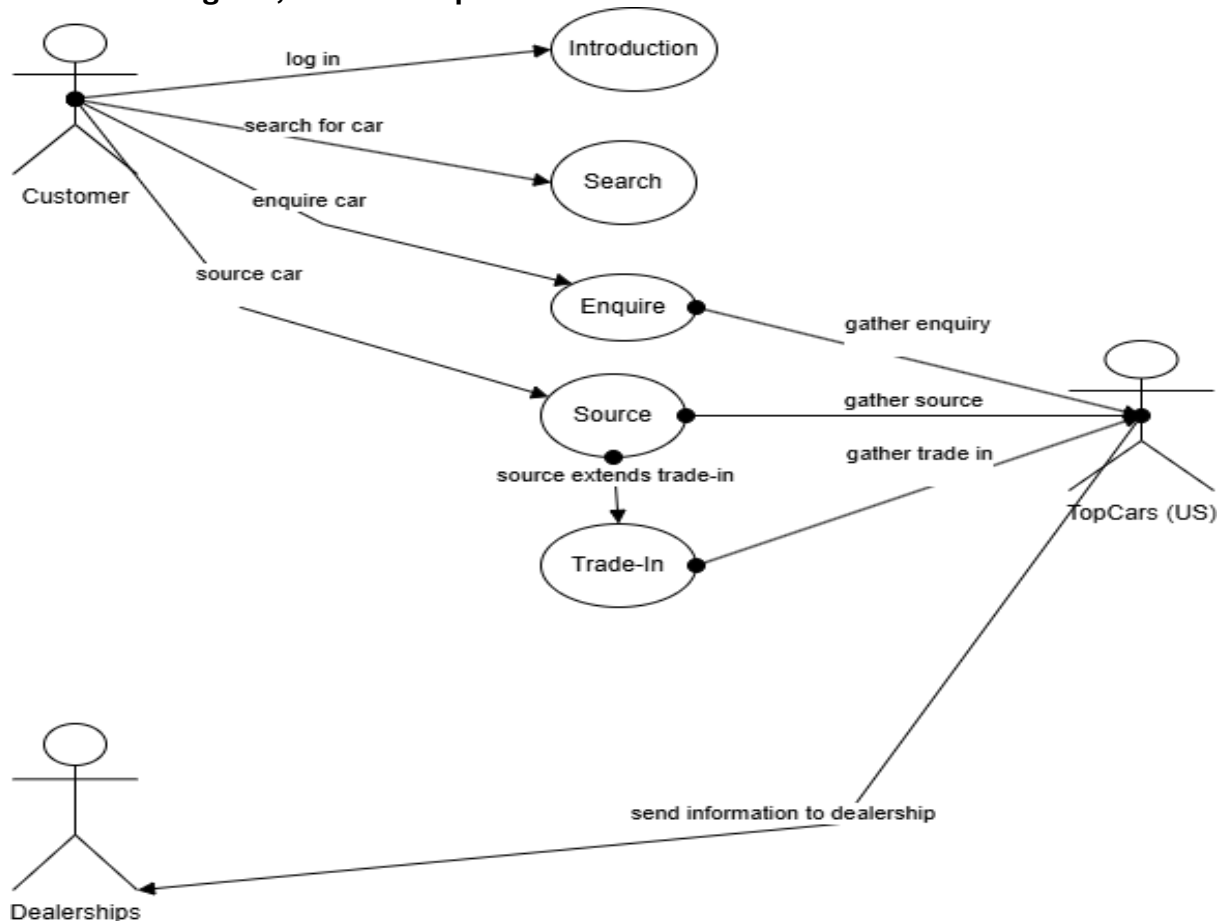 log in
Introduction
search for car
Search
Customer
enquire car
source car
Enquire
gather enquiry
Source
gather source
gather trade in
source extends trade-in
TopCars (US)
Trade-In
send information to dealership
Dealerships